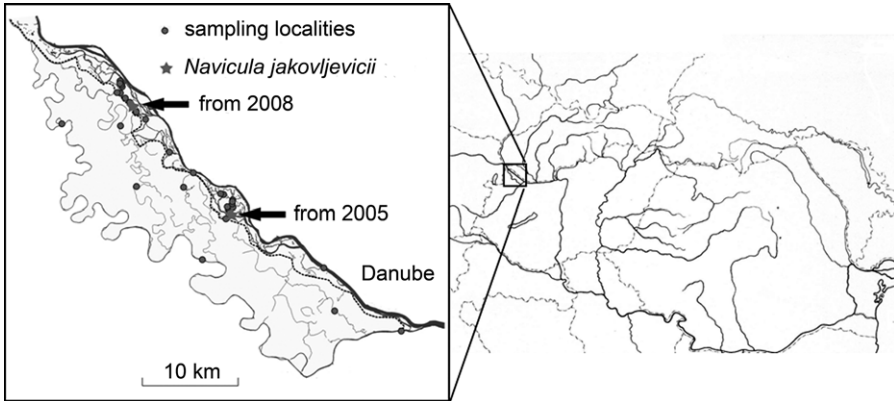 sampling localities
Navicula jakovljevicii
from 2008
from 2005
Danube
10 km